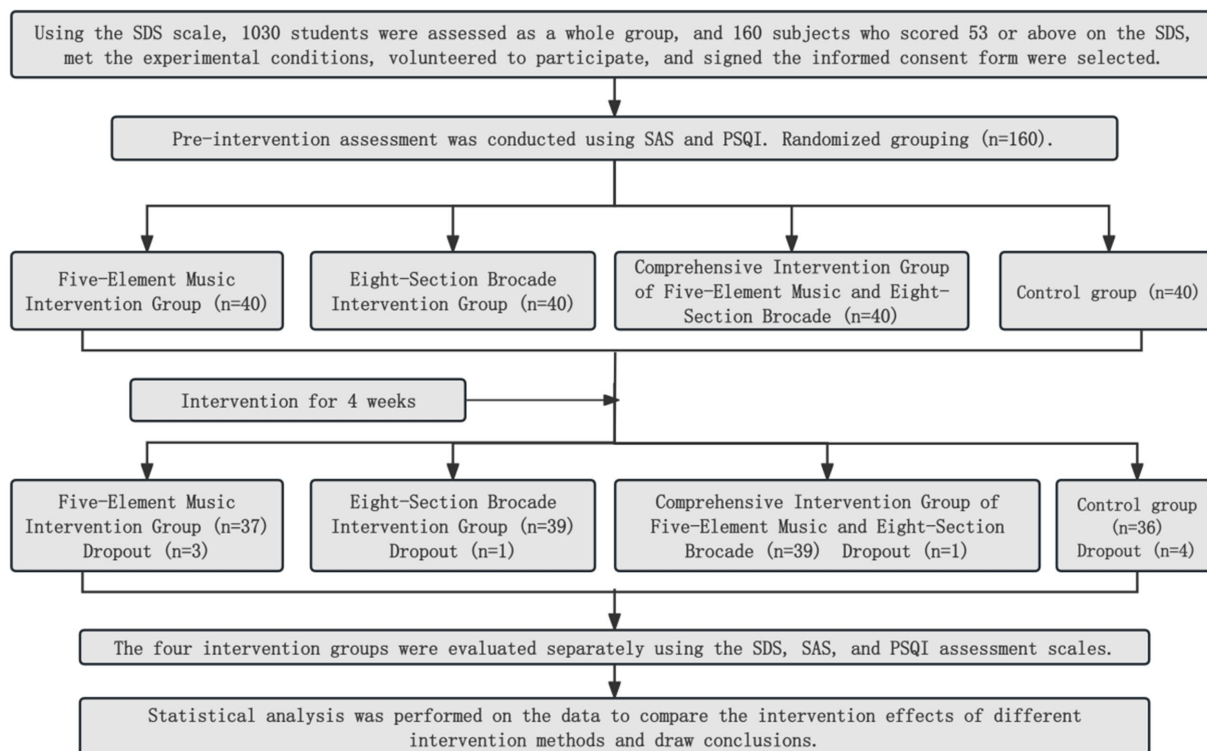 Using the SDS scale, 1030 students were assessed as a whole group, and 160 subjects who scored 53 or above on the SDS,
met the experimental conditions, volunteered to participate, and signed the informed consent form were selected.
Pre-intervention assessment was conducted using SAS and PSQI. Randomized grouping (n=160).
Five-Element Music
Intervention Group (n=40)
Eight-Section Brocade
Intervention Group (n=40)
Comprehensive Intervention Group
of Five-Element Music and Eight-
Section Brocade (n=40)
Control group (n=40)
Intervention for 4 weeks
Five-Element Music
Intervention Group (n=37)
Dropout (n=3)
Eight-Section Brocade
Intervention Group (n=39)
Dropout (n=1)
Comprehensive Intervention Group of
Five-Element Music and Eight-Section
Brocade (n=39) Dropout (n=1)
Control group
(n=36)
Dropout (n=4)
The four intervention groups were evaluated separately using the SDS, SAS, and PSQI assessment scales.
Statistical analysis was performed on the data to compare the intervention effects of different
intervention methods and draw conclusions.